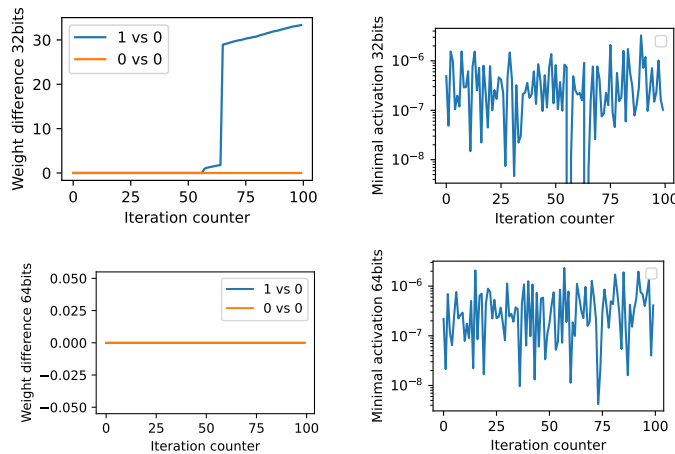 Weight difference 32bits
30
20
10
0
1 vs 0
0 vs 0
0 25 50 75 100
Iteration counter
Minimal activation 32bits
10⁻⁶
10⁻⁷
10⁻⁸
0 25 50 75 100
Iteration counter
Weight difference 64bits
0.050
0.025
0.000
−0.025
−0.050
1 vs 0
0 vs 0
0 25 50 75 100
Iteration counter
Minimal activation 64bits
10⁻⁶
10⁻⁷
10⁻⁸
0 25 50 75 100
Iteration counter